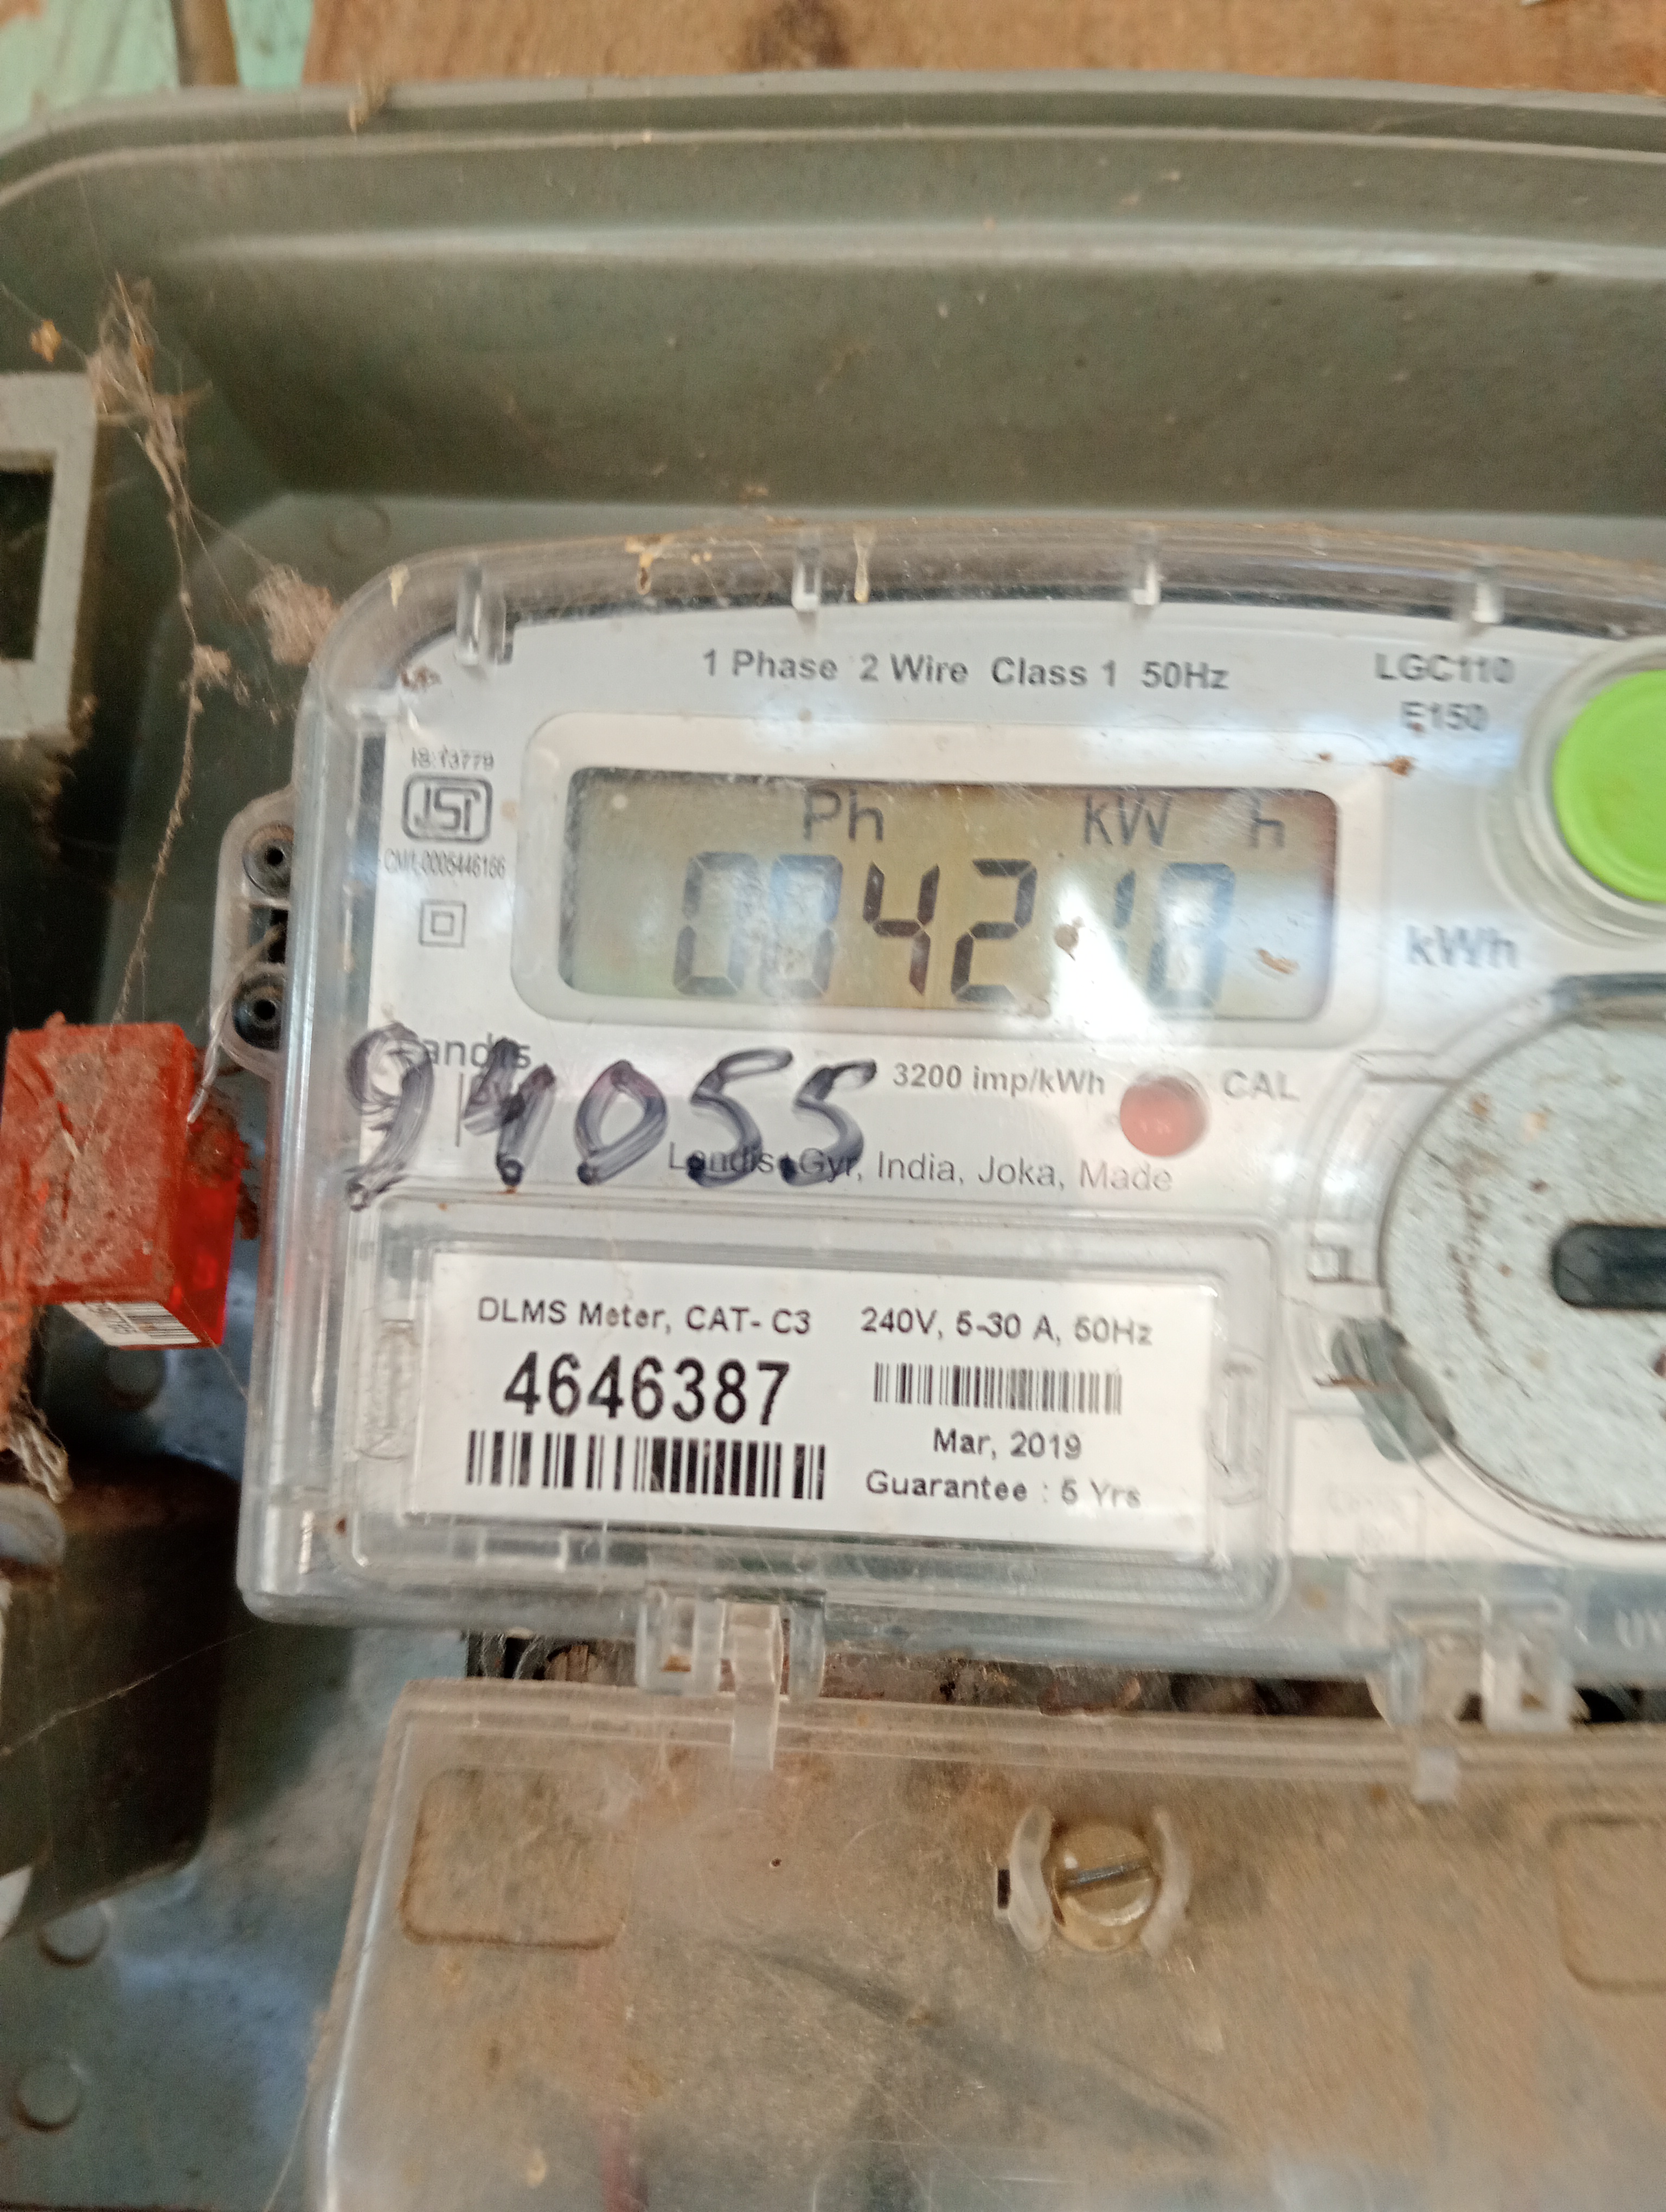 1 Phase 2 Wire Class 1 50Hz
LGC110
E150
IS:13779
ISI
CM/L-0005446166
Ph kW h
kWh
Landis
94055
3200 imp/kWh
CAL
Landis+Gyr, India, Joka, Made
DLMS Meter, CAT- C3
240V, 5-30 A, 50Hz
4646387
Mar, 2019
Guarantee : 5 Yrs